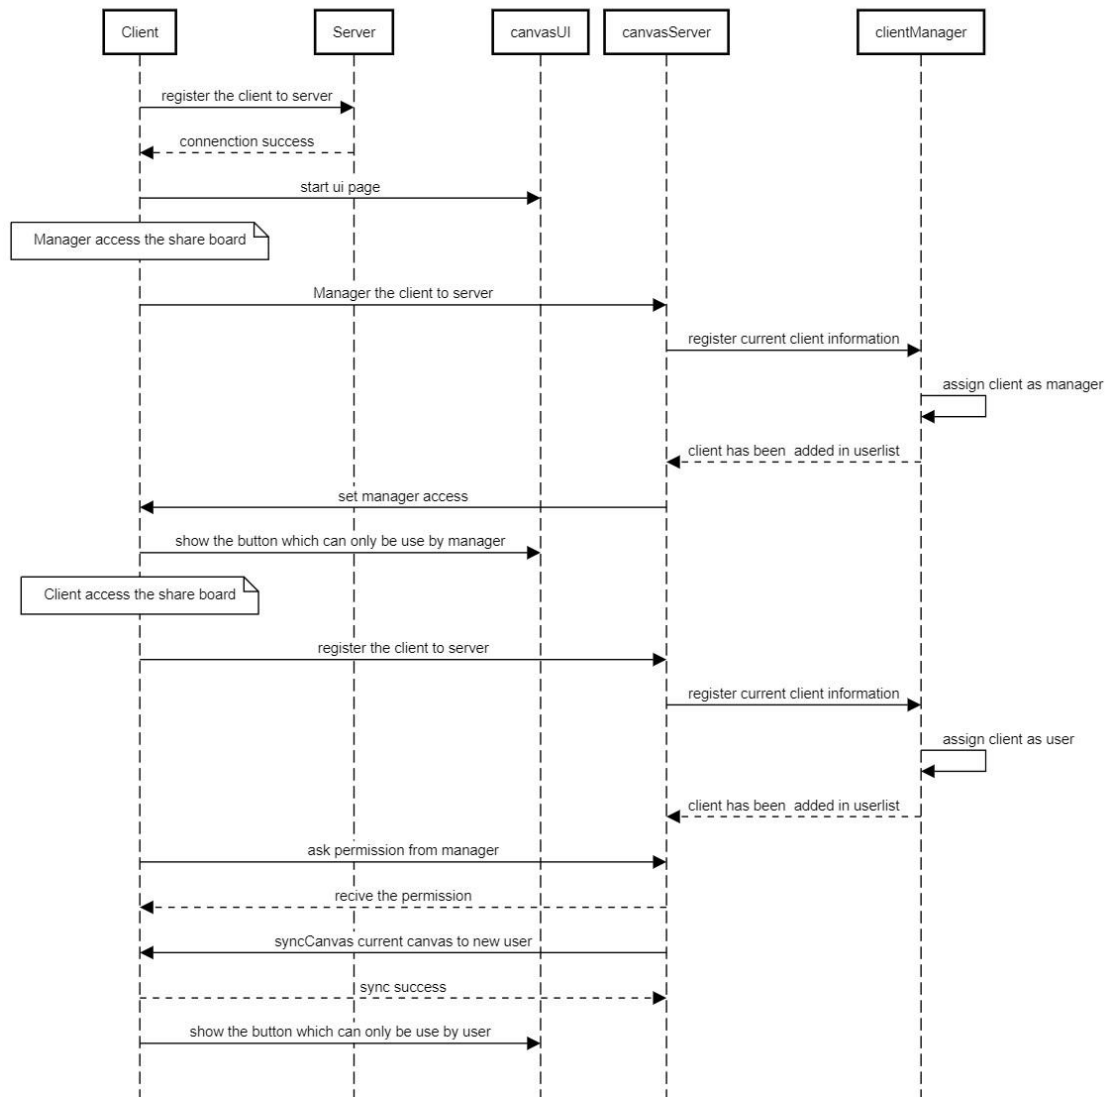 Client
Server
canvasUI
canvasServer
clientManager
register the client to server
connenction success
start ui page
Manager access the share board
Manager the client to server
register current client information
assign client as manager
client has been  added in userlist
set manager access
show the button which can only be use by manager
Client access the share board
register the client to server
register current client information
assign client as user
client has been  added in userlist
ask permission from manager
recive the permission
syncCanvas current canvas to new user
sync success
show the button which can only be use by user